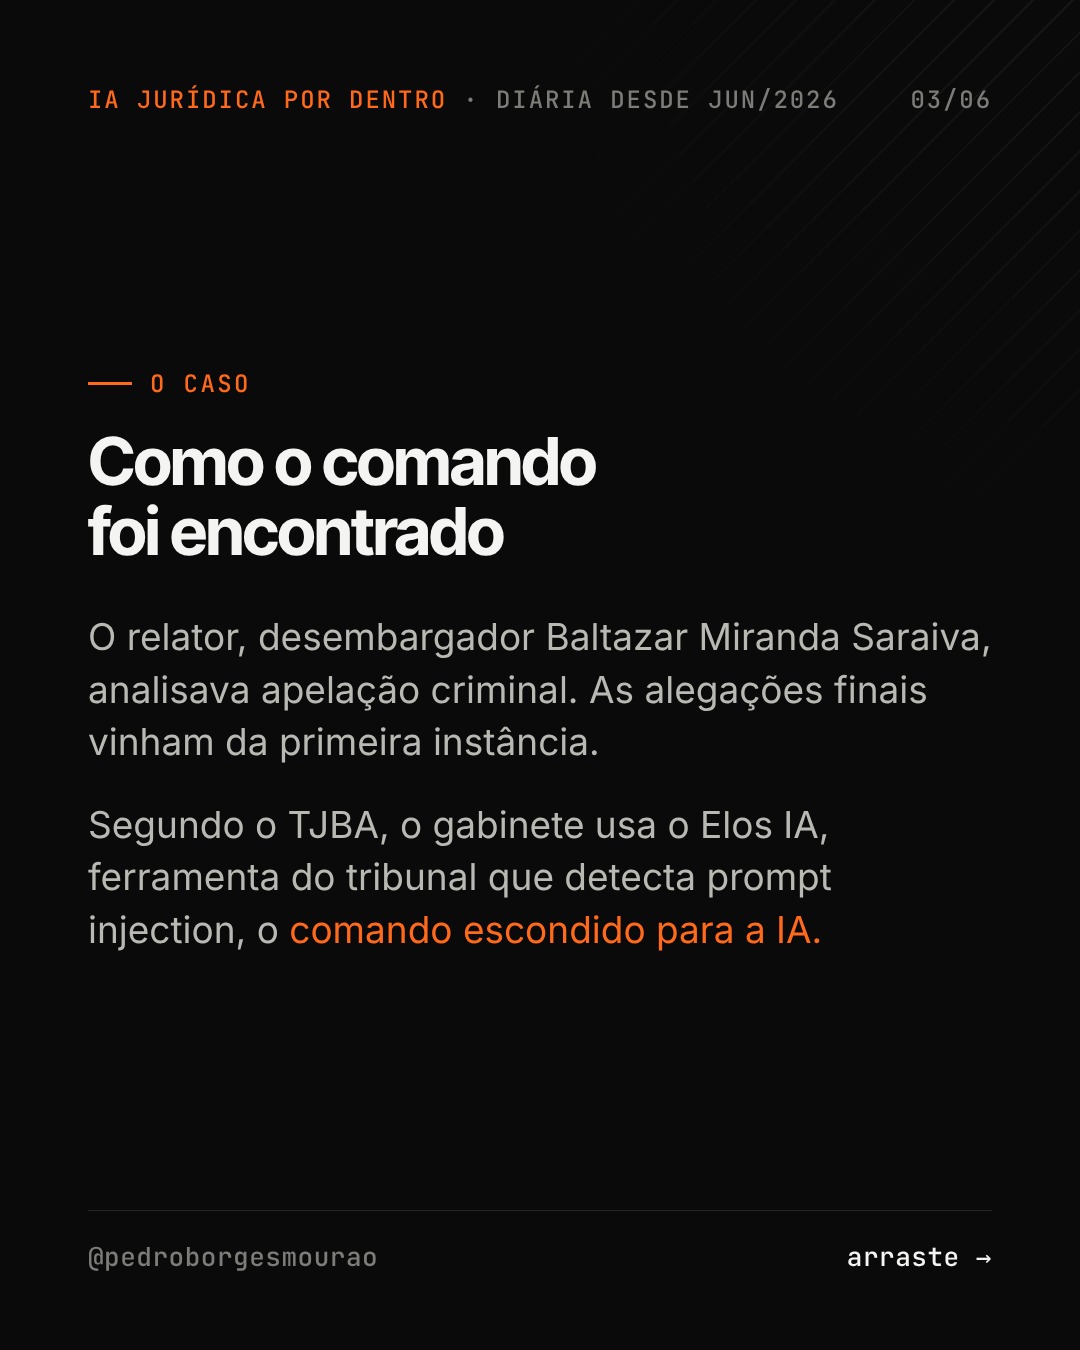 IA JURÍDICA POR DENTRO · DIÁRIA DESDE JUN/2026 03/06
O CASO
Como o comando
foi encontrado
O relator, desembargador Baltazar Miranda Saraiva,
analisava apelação criminal. As alegações finais
vinham da primeira instância.
Segundo o TJBA, o gabinete usa o Elos IA,
ferramenta do tribunal que detecta prompt
injection, o comando escondido para a IA.
@pedroborgesmourao arraste →